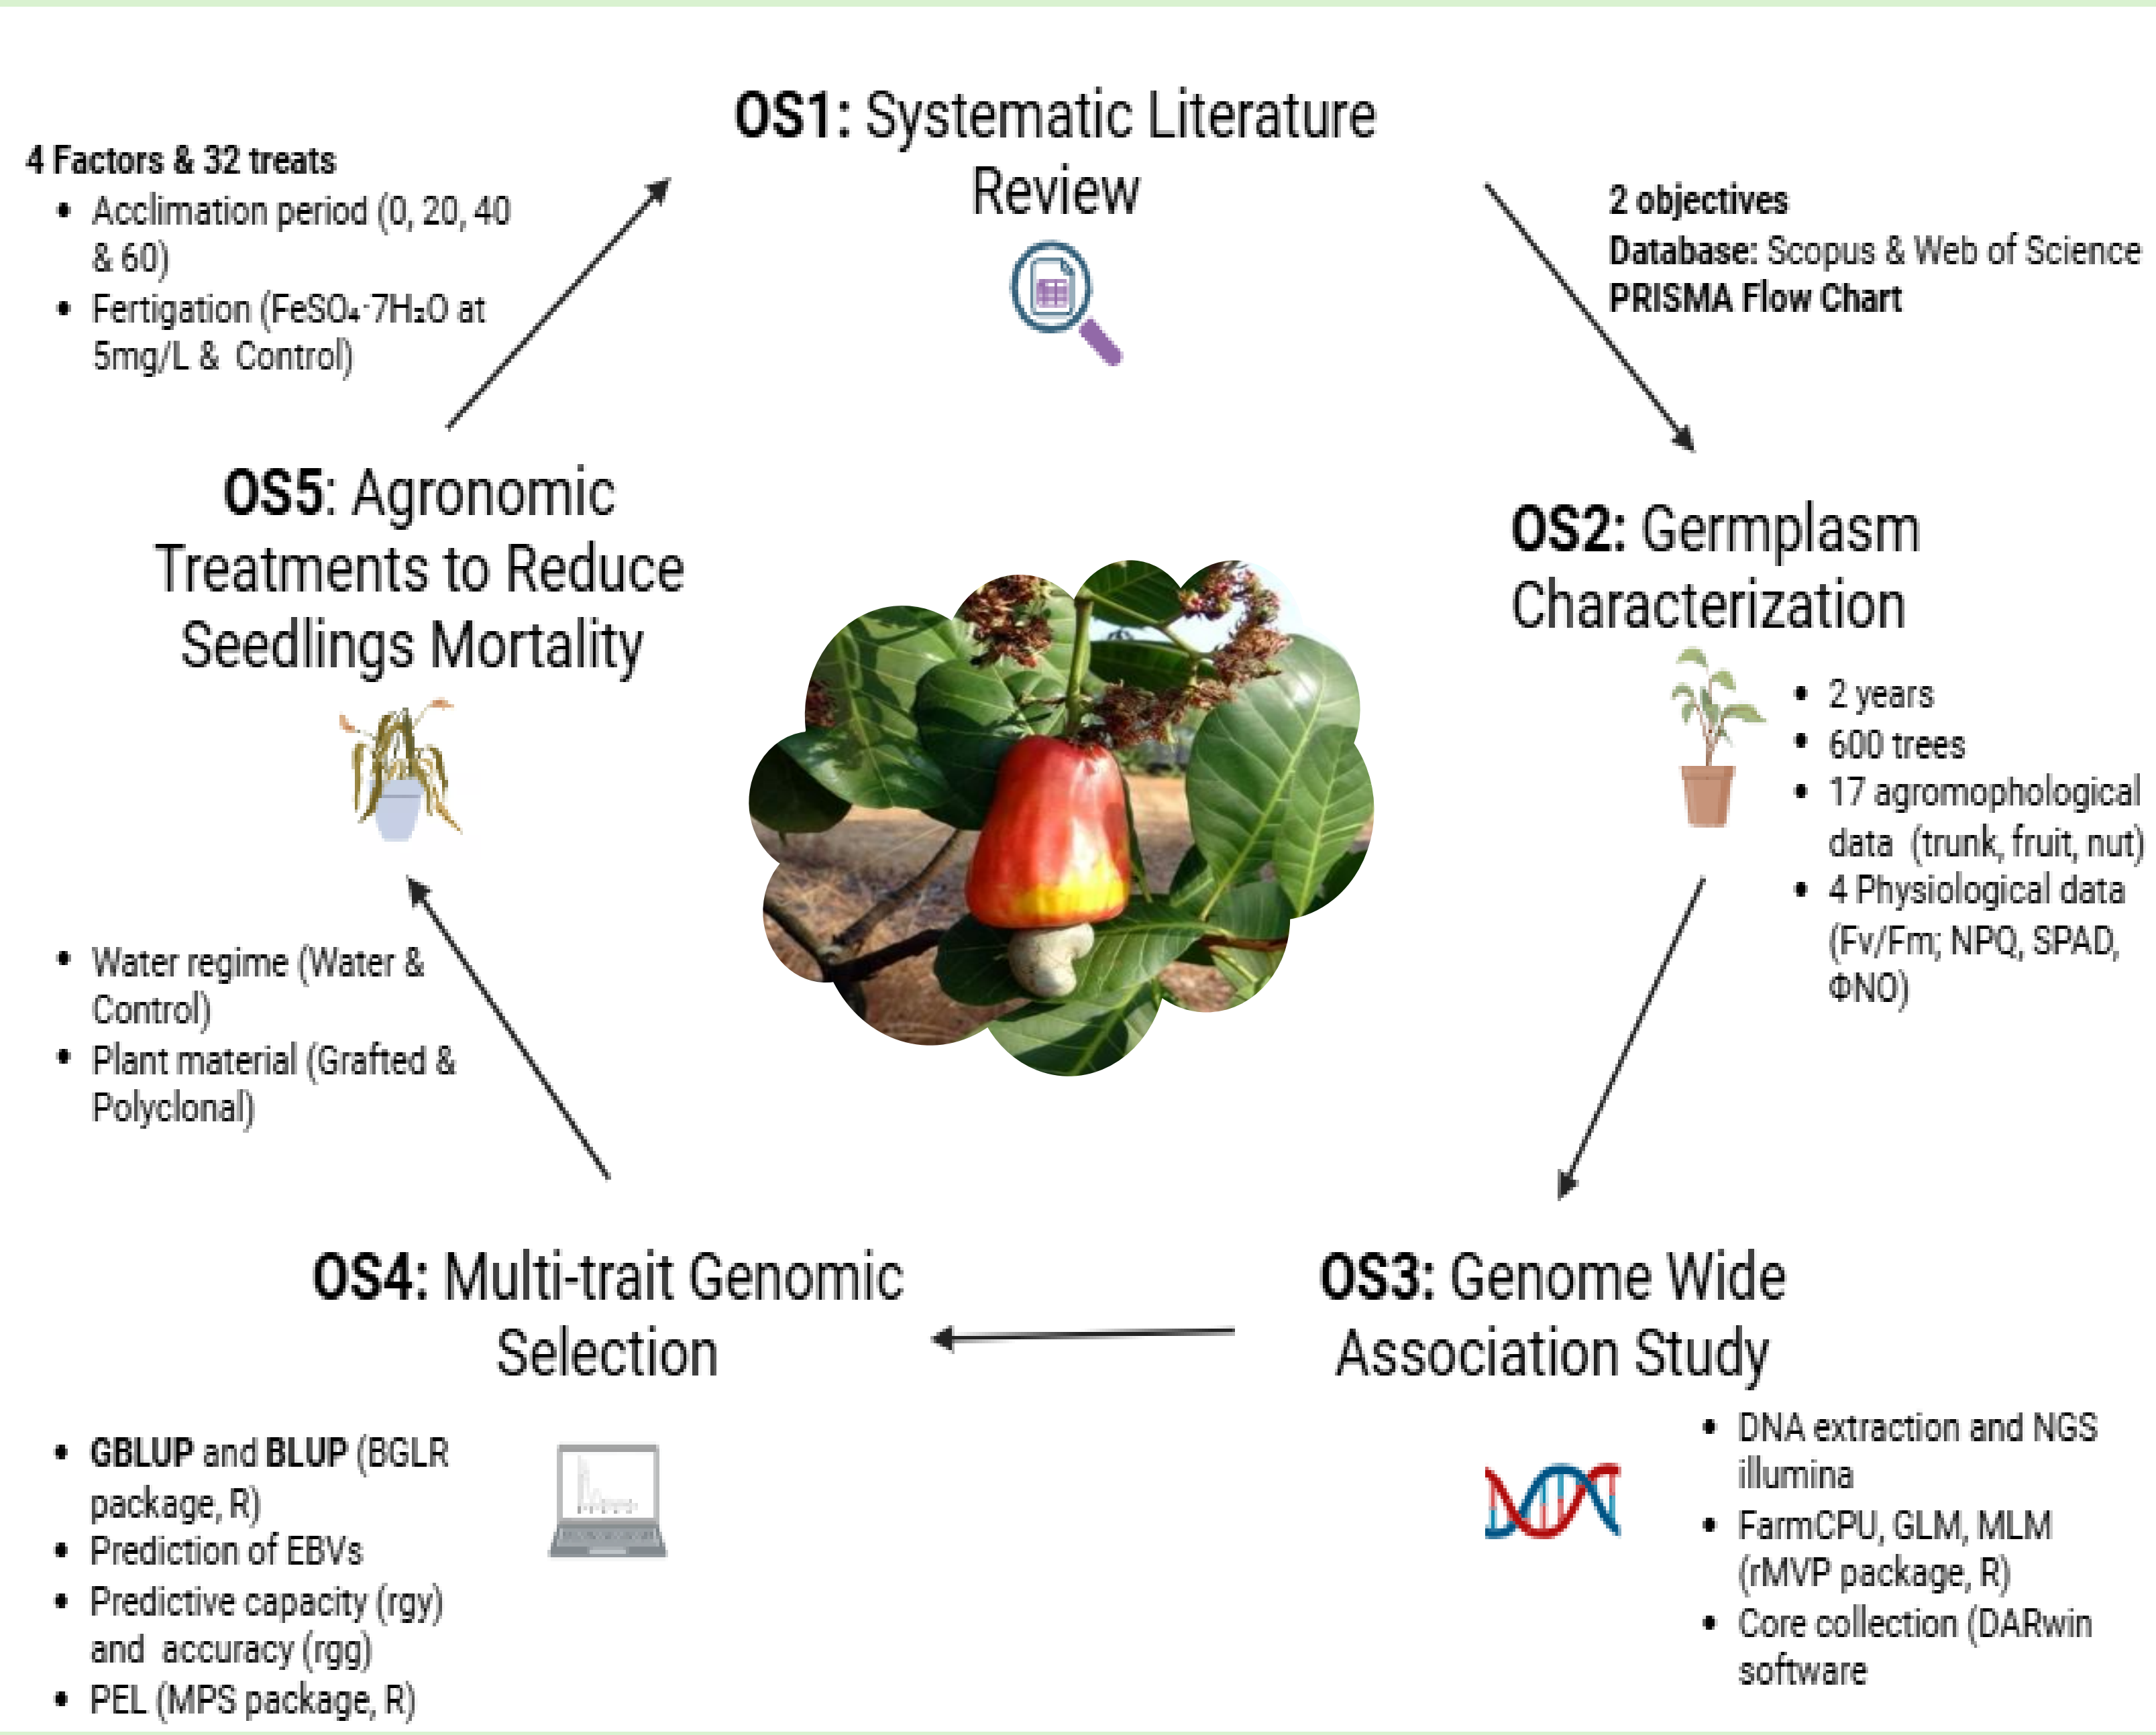 OS1: Systematic Literature
Review
4 Factors & 32 treats
• Acclimation period (0, 20, 40
& 60)
• Fertigation (FeSO₄·7H₂O at
5mg/L & Control)
2 objectives
Database: Scopus & Web of Science
PRISMA Flow Chart
OS5: Agronomic
Treatments to Reduce
Seedlings Mortality
OS2: Germplasm
Characterization
• 2 years
• 600 trees
• 17 agromophological
data (trunk, fruit, nut)
• 4 Physiological data
(Fv/Fm; NPQ, SPAD,
ΦNO)
• Water regime (Water &
Control)
• Plant material (Grafted &
Polyclonal)
OS4: Multi-trait Genomic
Selection
OS3: Genome Wide
Association Study
• GBLUP and BLUP (BGLR
package, R)
• Prediction of EBVs
• Predictive capacity (rgy)
and accuracy (rgg)
• PEL (MPS package, R)
• DNA extraction and NGS
illumina
• FarmCPU, GLM, MLM
(rMVP package, R)
• Core collection (DARwin
software